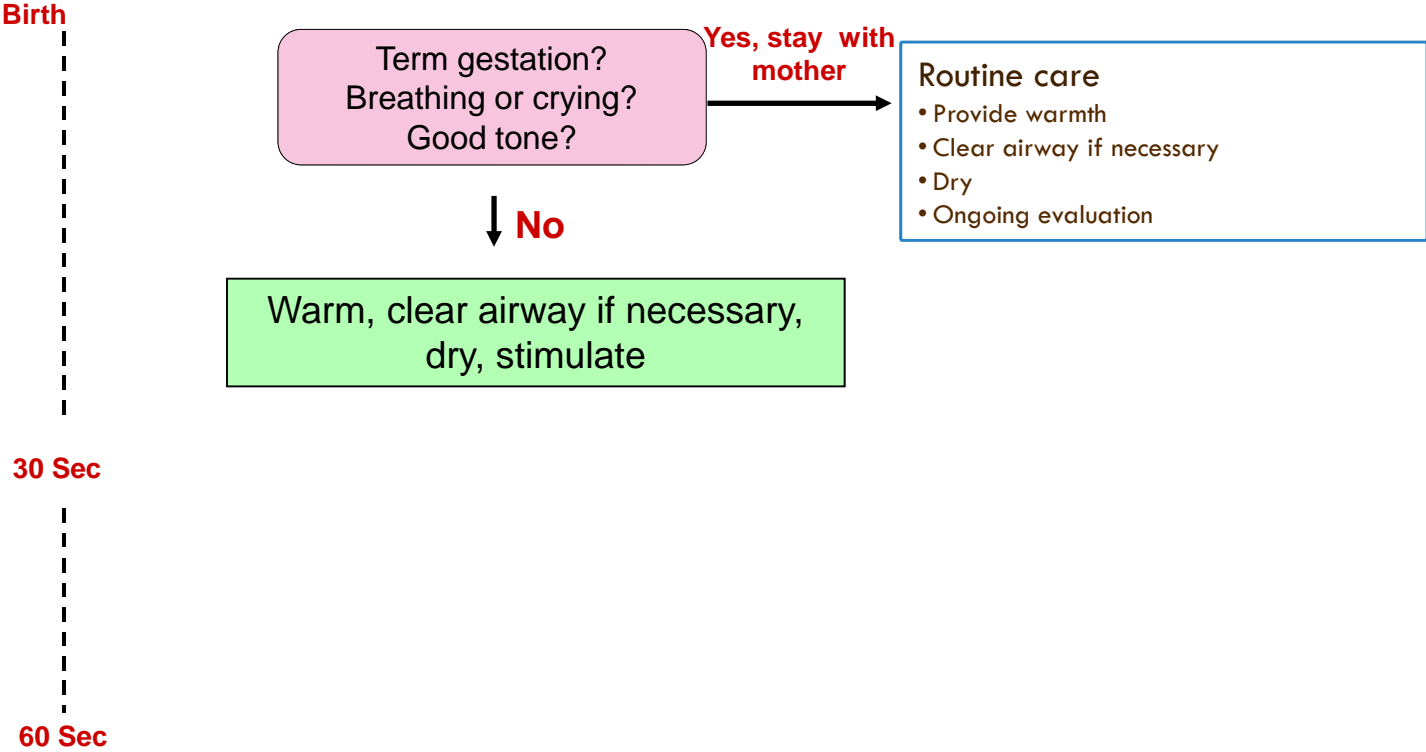 Birth
Term gestation?
Breathing or crying?
Good tone?
Yes, stay with
mother
Routine care
• Provide warmth
• Clear airway if necessary
• Dry
• Ongoing evaluation
No
Warm, clear airway if necessary,
dry, stimulate
30 Sec
60 Sec